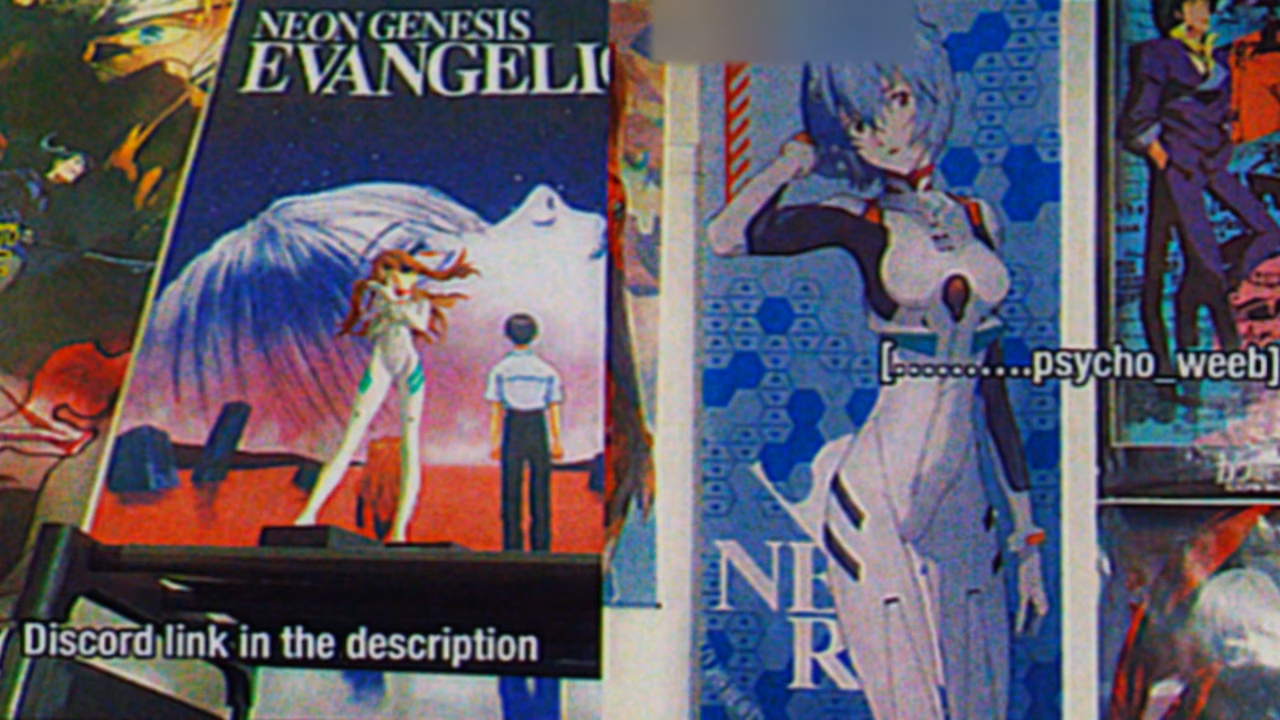 NEON GENESIS
EVANGELI
[..........psycho_weeb]
NE
R
Discord link in the description